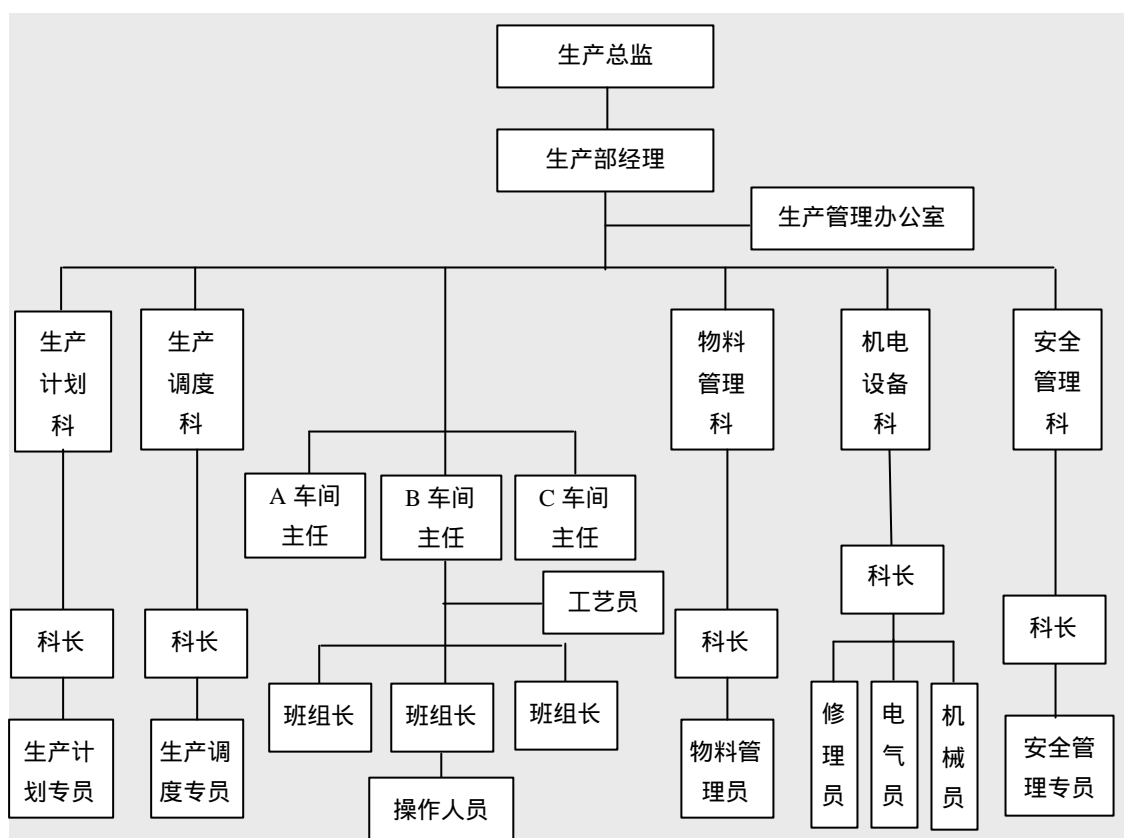 生产总监
生产部经理
生产管理办公室
生产
计划
科
生产
调度
科
物料
管理
科
机电
设备
科
安全
管理
科
A 车间
主任
B 车间
主任
C 车间
主任
科长
工艺员
科长
科长
科长
科长
班组长
班组长
班组长
修
理
员
电
气
员
机
械
员
生产计
划专员
生产调
度专员
物料管
理员
安全管
理专员
操作人员